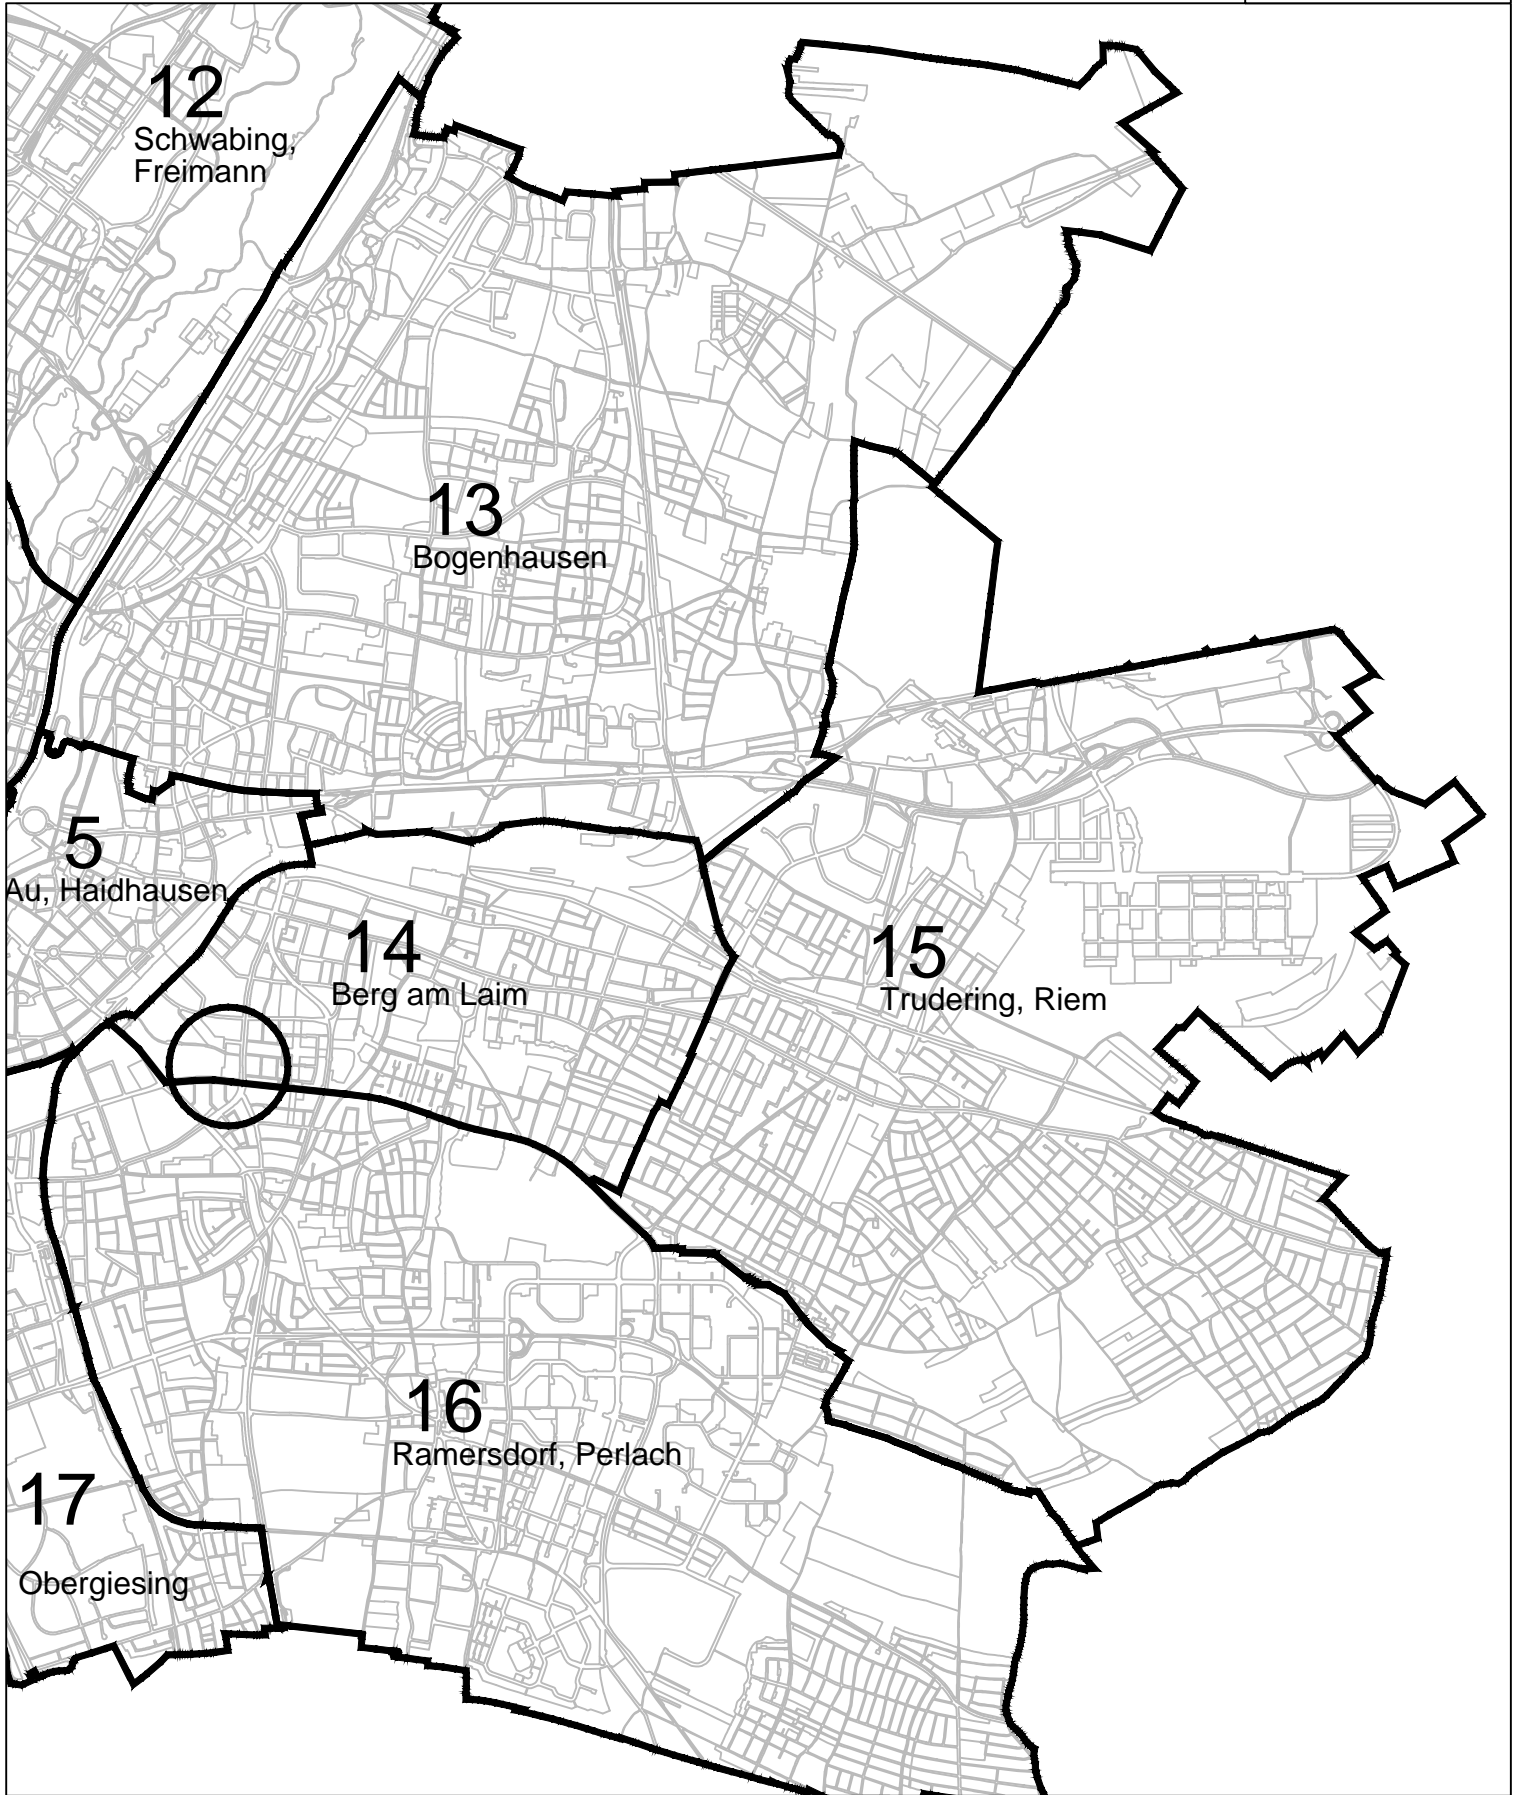 12
Schwabing,
Freimann
13
Bogenhausen
5
Au, Haidhausen
14
Berg am Laim
15
Trudering, Riem
16
Ramersdorf, Perlach
17
Obergiesing